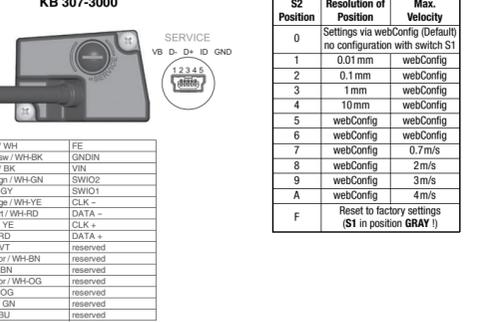 KB 307-3000
SERVICE
VB D- D+ ID GND
1 2 3 4 5
SERVICE
/ WH FE
sw / WH-BK GNDIN
/ BK VIN
gn / WH-GN SWIO2
GY SWIO1
ge / WH-YE CLK –
rt / WH-RD DATA –
YE CLK +
RD DATA +
VT reserved
or / WH-BN reserved
BN reserved
or / WH-OG reserved
OG reserved
GN reserved
BU reserved
S2 Resolution of Max.
Position Position Velocity
0 Settings via webConfig (Default)
no configuration with switch S1
1 0.01 mm webConfig
2 0.1 mm webConfig
3 1 mm webConfig
4 10 mm webConfig
5 webConfig webConfig
6 webConfig webConfig
7 webConfig 0.7 m/s
8 webConfig 2 m/s
9 webConfig 3 m/s
A webConfig 4 m/s
F Reset to factory settings
(S1 in position GRAY !)